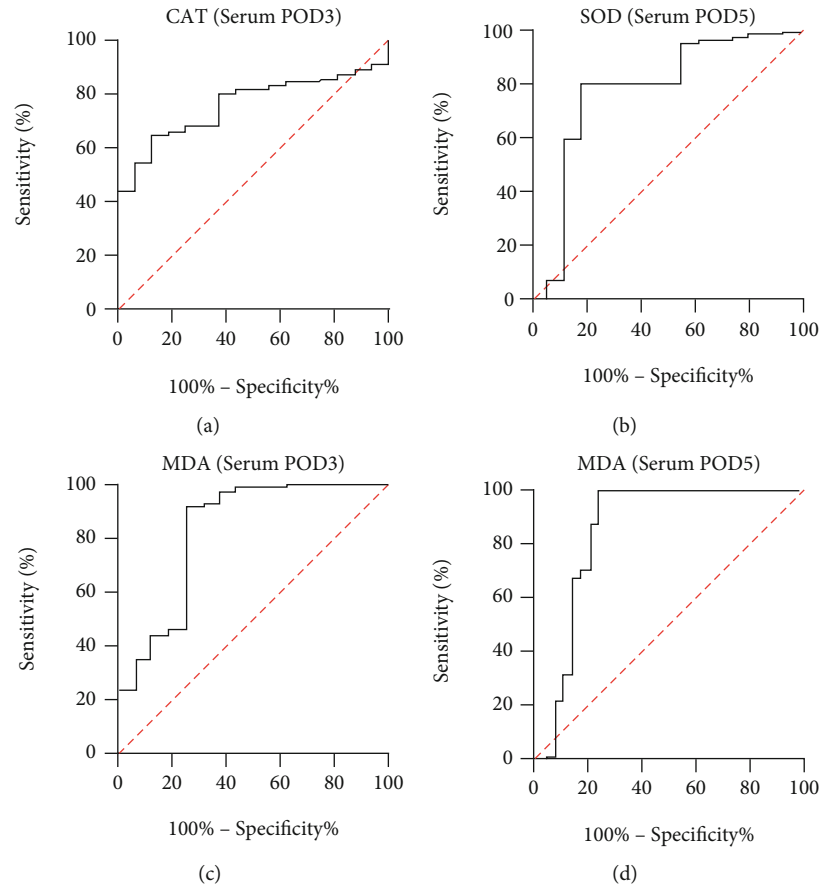 CAT (Serum POD3)
100
80
60
40
20
0
Sensitivity (%)
0 20 40 60 80 100
100% – Specificity%
(a)
SOD (Serum POD5)
100
80
60
40
20
0
Sensitivity (%)
0 20 40 60 80 100
100% – Specificity%
(b)
MDA (Serum POD3)
100
80
60
40
20
0
Sensitivity (%)
0 20 40 60 80 100
100% – Specificity%
(c)
MDA (Serum POD5)
100
80
60
40
20
0
Sensitivity (%)
0 20 40 60 80 100
100% – Specificity%
(d)